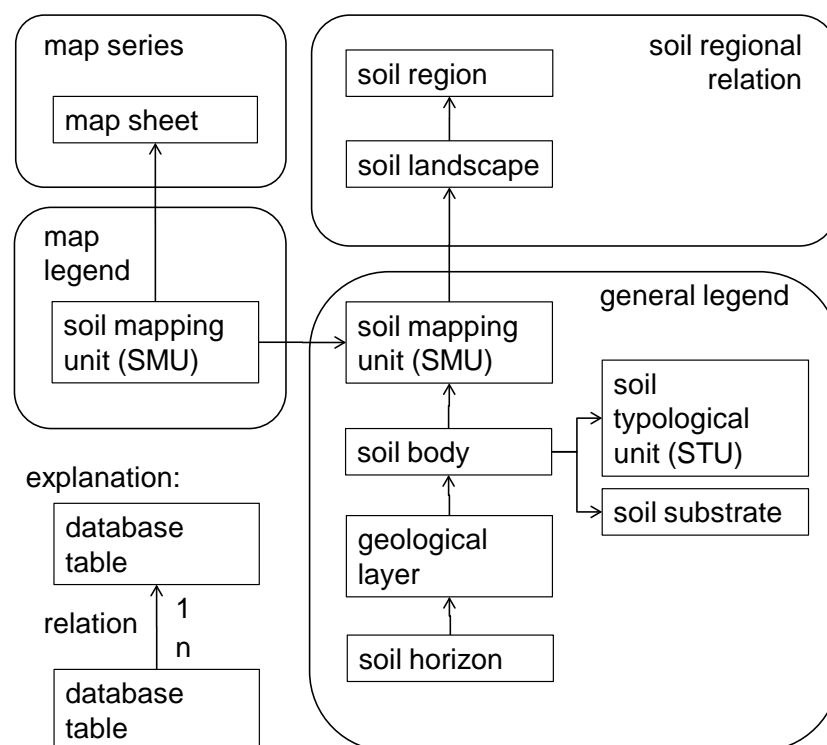 map series
map sheet
soil regional
relation
soil region
soil landscape
map
legend
soil mapping
unit (SMU)
general legend
soil mapping
unit (SMU)
soil body
soil
typological
unit (STU)
soil substrate
geological
layer
soil horizon
explanation:
database
table
relation
1
n
database
table